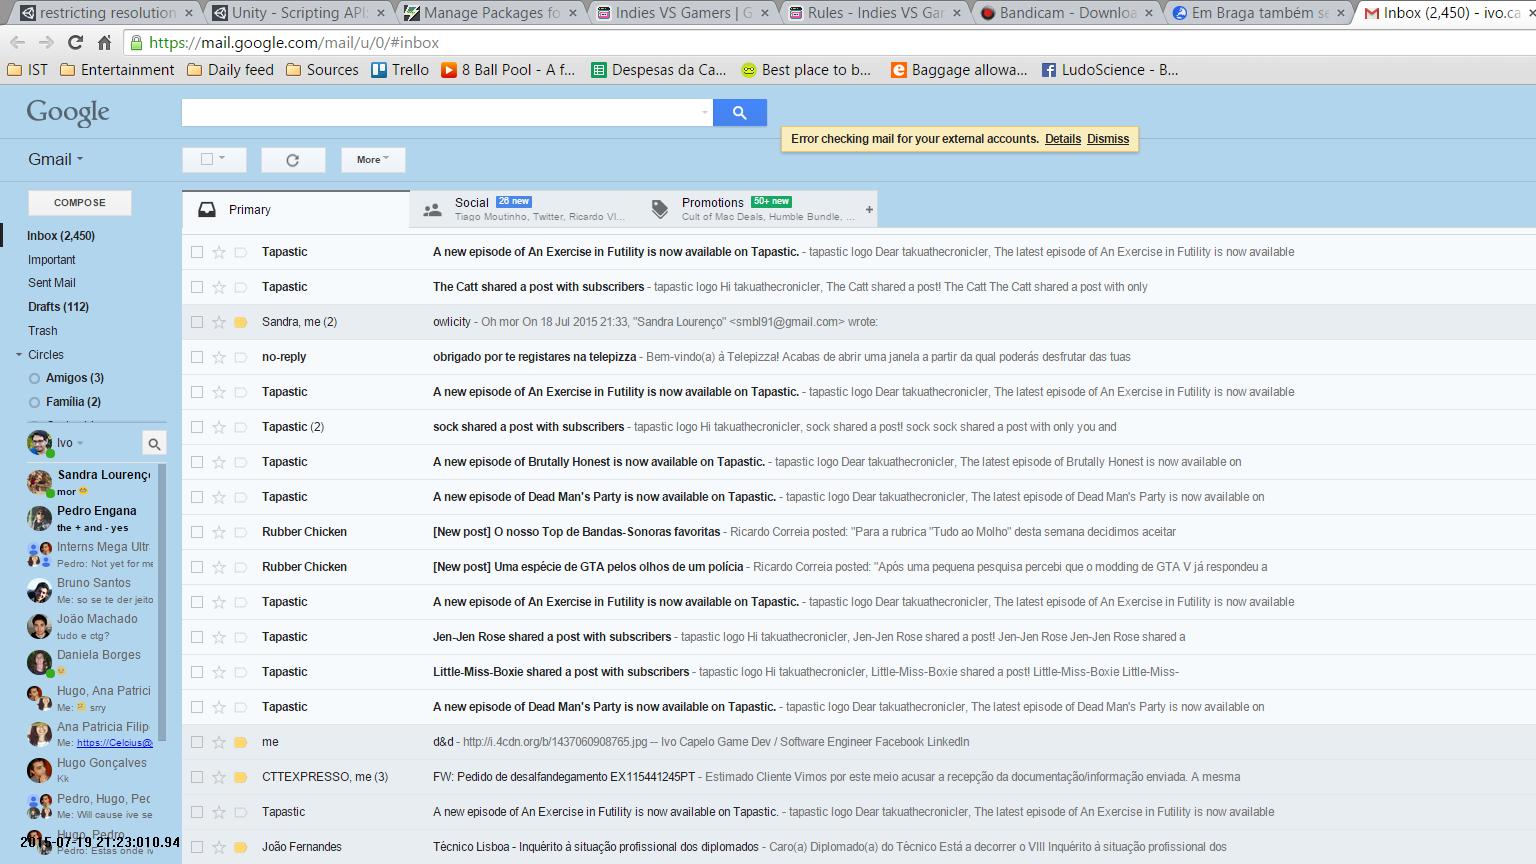 restricting resolution
Unity - Scripting API:
Manage Packages fo
Indies VS Gamers | G
Rules - Indies VS Gar
Bandicam - Downloa
Em Braga também se
Inbox (2,450) - ivo.ca
https://mail.google.com/mail/u/0/#inbox
IST
Entertainment
Daily feed
Sources
Trello
8 Ball Pool - A f...
Despesas da Ca...
Best place to b...
Baggage allowa...
LudoScience - B...
Google
Error checking mail for your external accounts. Details Dismiss
Gmail
More
COMPOSE
Inbox (2,450)
Important
Sent Mail
Drafts (112)
Trash
Circles
Amigos (3)
Família (2)
Ivo
Sandra Lourenç
mor
Pedro Engana
the + and - yes
Interns Mega Ultr
Pedro: Not yet for me
Bruno Santos
Me: so se te der jeito
João Machado
tudo e ctg?
Daniela Borges
Hugo, Ana Patrici
Me: srry
Ana Patricia Filip
Me: https://Celcius@
Hugo Gonçalves
Kk
Pedro, Hugo, Pec
Me: Will cause ive se
Hugo, Pedro
Pedro: Estas onde iv
2015-07-19 21:23:010.94
Primary
Social 26 new
Tiago Moutinho, Twitter, Ricardo VI...
Promotions 50+ new
Cult of Mac Deals, Humble Bundle, ...
+
Tapastic A new episode of An Exercise in Futility is now available on Tapastic. - tapastic logo Dear takuathecronicler, The latest episode of An Exercise in Futility is now available
Tapastic The Catt shared a post with subscribers - tapastic logo Hi takuathecronicler, The Catt shared a post! The Catt The Catt shared a post with only
Sandra, me (2) owlicity - Oh mor On 18 Jul 2015 21:33, "Sandra Lourenço" <smbl91@gmail.com> wrote:
no-reply obrigado por te registares na telepizza - Bem-vindo(a) à Telepizza! Acabas de abrir uma janela a partir da qual poderás desfrutar das tuas
Tapastic A new episode of An Exercise in Futility is now available on Tapastic. - tapastic logo Dear takuathecronicler, The latest episode of An Exercise in Futility is now available
Tapastic (2) sock shared a post with subscribers - tapastic logo Hi takuathecronicler, sock shared a post! sock sock shared a post with only you and
Tapastic A new episode of Brutally Honest is now available on Tapastic. - tapastic logo Dear takuathecronicler, The latest episode of Brutally Honest is now available on
Tapastic A new episode of Dead Man's Party is now available on Tapastic. - tapastic logo Dear takuathecronicler, The latest episode of Dead Man's Party is now available on
Rubber Chicken [New post] O nosso Top de Bandas-Sonoras favoritas - Ricardo Correia posted: "Para a rubrica "Tudo ao Molho" desta semana decidimos aceitar
Rubber Chicken [New post] Uma espécie de GTA pelos olhos de um polícia - Ricardo Correia posted: "Após uma pequena pesquisa percebi que o modding de GTA V já respondeu a
Tapastic A new episode of An Exercise in Futility is now available on Tapastic. - tapastic logo Dear takuathecronicler, The latest episode of An Exercise in Futility is now available
Tapastic Jen-Jen Rose shared a post with subscribers - tapastic logo Hi takuathecronicler, Jen-Jen Rose shared a post! Jen-Jen Rose Jen-Jen Rose shared a
Tapastic Little-Miss-Boxie shared a post with subscribers - tapastic logo Hi takuathecronicler, Little-Miss-Boxie shared a post! Little-Miss-Boxie Little-Miss-
Tapastic A new episode of Dead Man's Party is now available on Tapastic. - tapastic logo Dear takuathecronicler, The latest episode of Dead Man's Party is now available on
me d&d - http://i.4cdn.org/b/1437060908765.jpg -- Ivo Capelo Game Dev / Software Engineer Facebook LinkedIn
CTTEXPRESSO, me (3) FW: Pedido de desalfandegamento EX115441245PT - Estimado Cliente Vimos por este meio acusar a recepção da documentação/informação enviada. A mesma
Tapastic A new episode of An Exercise in Futility is now available on Tapastic. - tapastic logo Dear takuathecronicler, The latest episode of An Exercise in Futility is now available
João Fernandes Técnico Lisboa - Inquérito à situação profissional dos diplomados - Caro(a) Diplomado(a) do Técnico Está a decorrer o VIII Inquérito à situação profissional dos